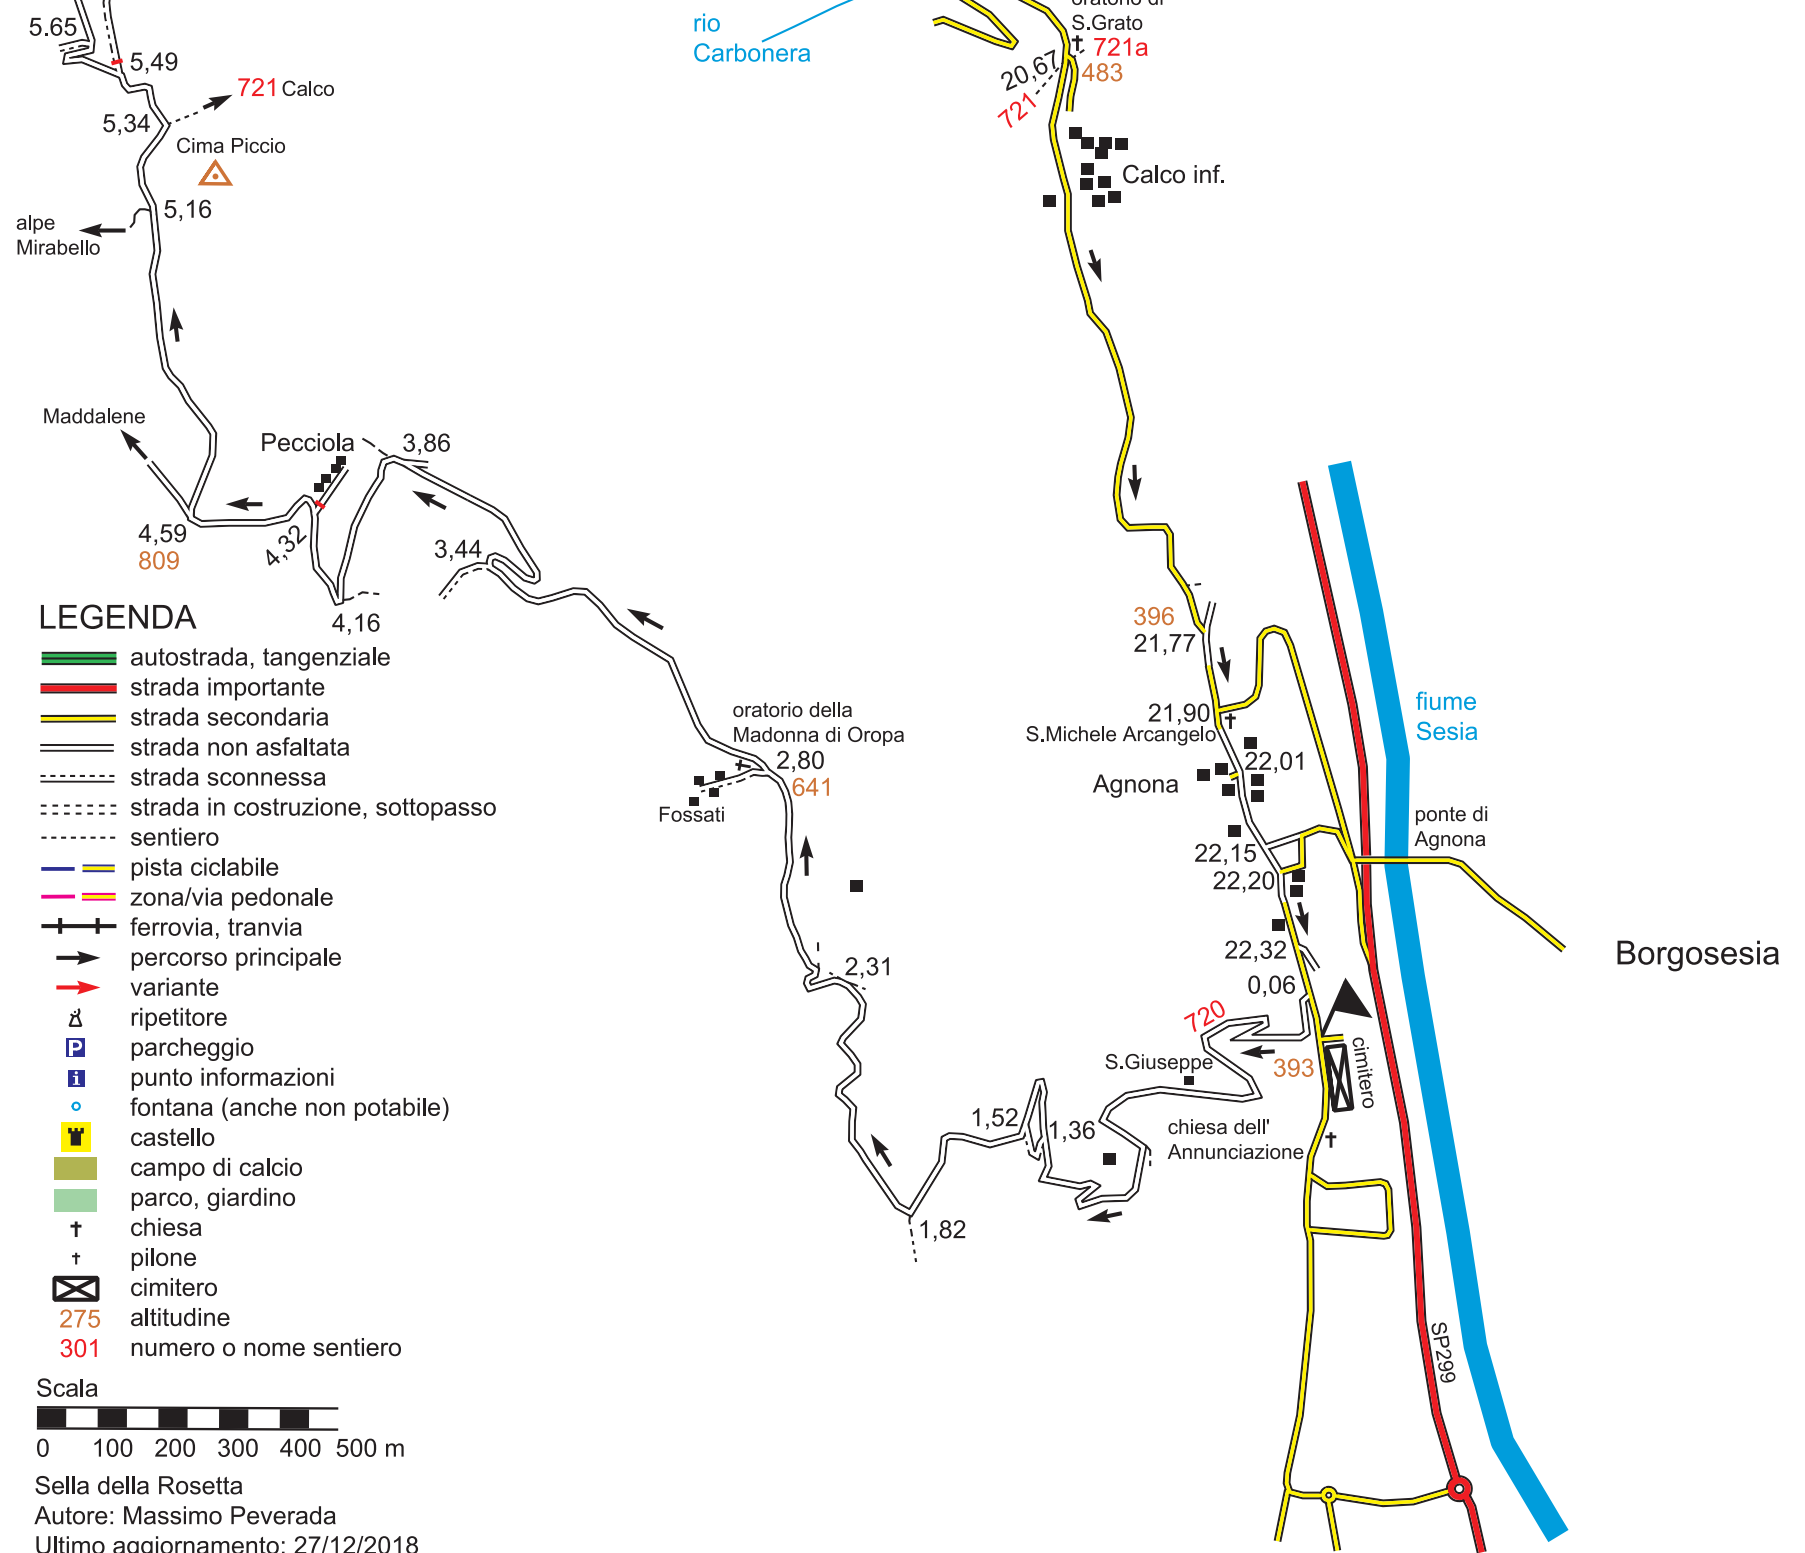 5.65
5,49
721 Calco
5,34
Cima Piccio
5,16
alpe
Mirabello
rio
Carbonera
oratorio di
S.Grato
721a
20,67
483
721
Calco inf.
Maddalene
Pecciola
3,86
4,59
809
4,32
3,44
4,16
396
21,77
21,90
S.Michele Arcangelo
22,01
Agnona
fiume
Sesia
ponte di
Agnona
22,15
22,20
22,32
0,06
Borgosesia
oratorio della
Madonna di Oropa
2,80
641
Fossati
2,31
720
S.Giuseppe
393
cimitero
1,52
1,36
chiesa dell'
Annunciazione
1,82
SP299
LEGENDA
autostrada, tangenziale
strada importante
strada secondaria
strada non asfaltata
strada sconnessa
strada in costruzione, sottopasso
sentiero
pista ciclabile
zona/via pedonale
ferrovia, tranvia
percorso principale
variante
ripetitore
P parcheggio
i punto informazioni
fontana (anche non potabile)
castello
campo di calcio
parco, giardino
chiesa
pilone
cimitero
275 altitudine
301 numero o nome sentiero
Scala
0 100 200 300 400 500 m
Sella della Rosetta
Autore: Massimo Peverada
Ultimo aggiornamento: 27/12/2018